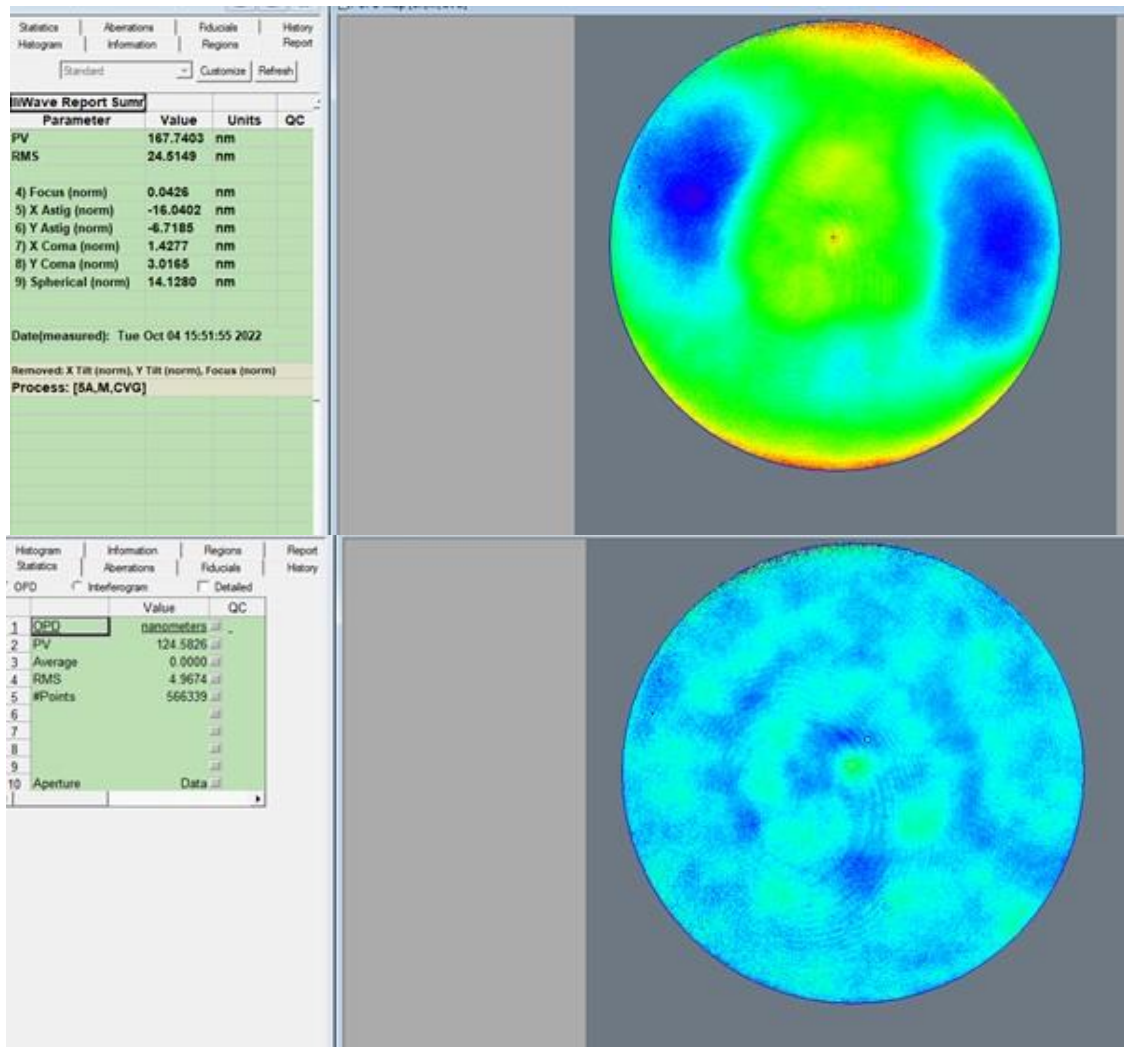 Statistics Aberrations Fiducials History
Histogram Information Regions Report
Standard Customize Refresh
Wave Report Sumr
Parameter Value Units QC
PV 167.7403 nm
RMS 24.5149 nm
4) Focus (norm) 0.0426 nm
5) X Astig (norm) -16.0402 nm
6) Y Astig (norm) -6.7185 nm
7) X Coma (norm) 1.4277 nm
8) Y Coma (norm) 3.0165 nm
9) Spherical (norm) 14.1280 nm
Date(measured): Tue Oct 04 15:51:55 2022
Removed: X Tilt (norm), Y Tilt (norm), Focus (norm)
Process: [5A,M,CVG]
Histogram Information Regions Report
Statistics Aberrations Fiducials History
OPD Interferogram Detailed
Value QC
1 OPD nanometers
2 PV 124.5826
3 Average 0.0000
4 RMS 4.9674
5 #Points 566339
6
7
8
9
10 Aperture Data